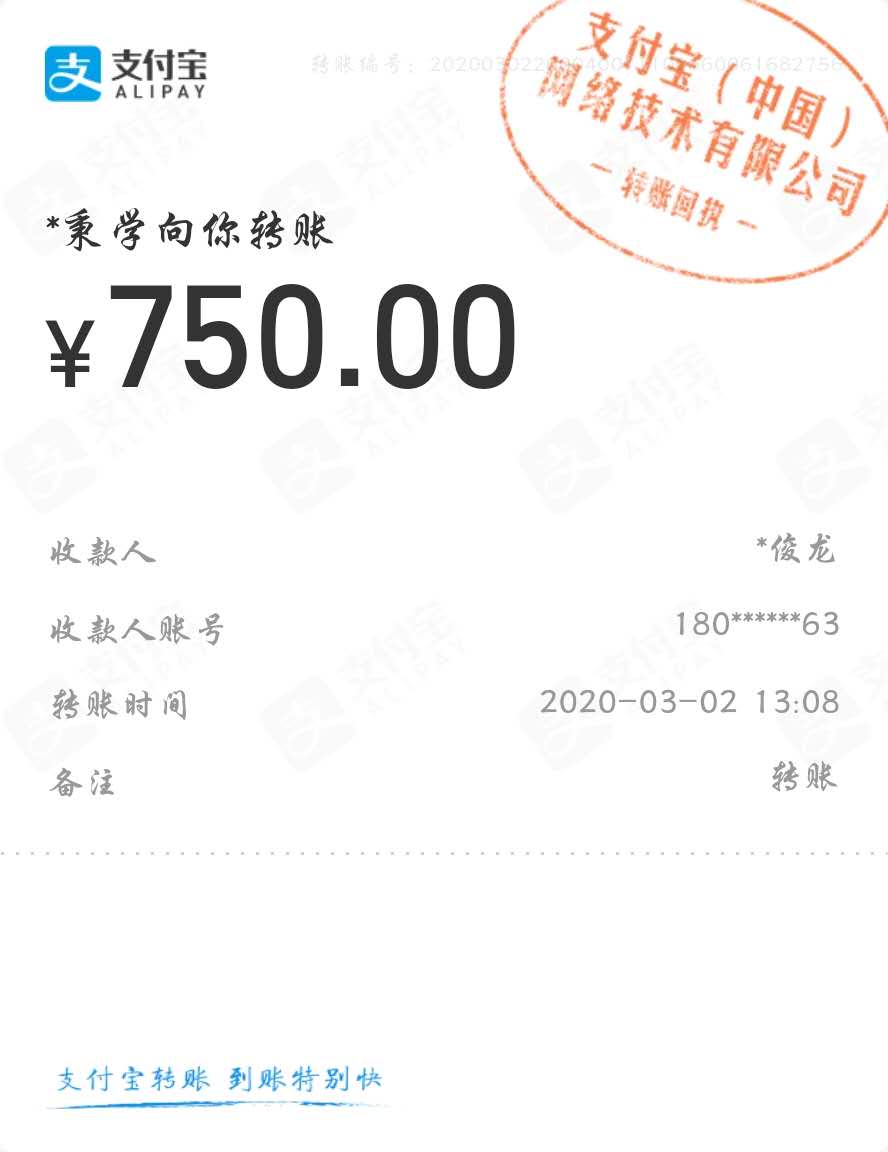 支付宝
ALIPAY
转账编号：
支付宝（中国）
网络技术有限公司
转账回执
*秉学向你转账
¥750.00
收款人 *俊龙
收款人账号 180******63
转账时间 2020-03-02 13:08
备注 转账
支付宝转账 到账特别快